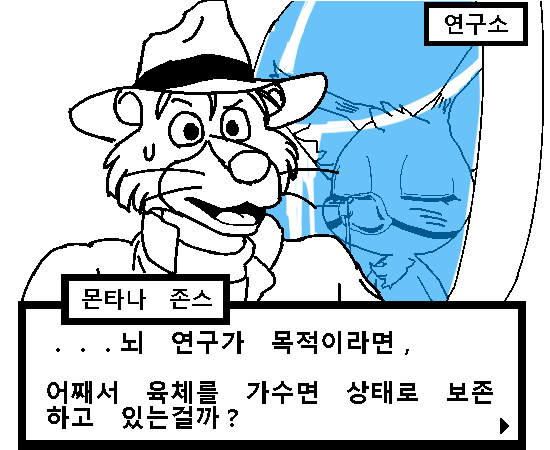 연구소
몬타나 존스
...뇌 연구가 목적이라면,
어째서 육체를 가수면 상태로 보존
하고 있는걸까?